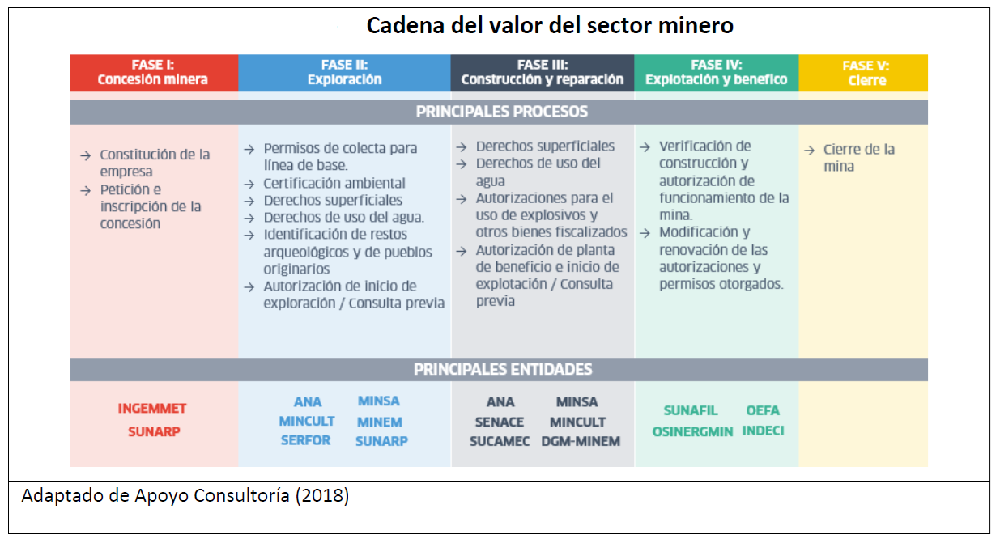 Cadena del valor del sector minero
FASE I:
Concesión minera
FASE II:
Exploración
FASE III:
Construcción y reparación
FASE IV:
Explotación y benefico
FASE V:
Cierre
PRINCIPALES PROCESOS
→ Constitución de la
empresa
→ Petición e
inscripción de la
concesión
→ Permisos de colecta para
línea de base.
→ Certificación ambiental
→ Derechos superficiales
→ Derechos de uso del agua.
→ Identificación de restos
arqueológicos y de pueblos
originarios
→ Autorización de inicio de
exploración / Consulta previa
→ Derechos superficiales
→ Derechos de uso del
agua
→ Autorizaciones para el
uso de explosivos y
otros bienes fiscalizados
→ Autorización de planta
de beneficio e inicio de
explotación / Consulta
previa
→ Verificación de
construcción y
autorización de
funcionamiento de la
mina.
→ Modificación y
renovación de las
autorizaciones y
permisos otorgados.
→ Cierre de la
mina
PRINCIPALES ENTIDADES
INGEMMET
SUNARP
ANA MINSA
MINCULT MINEM
SERFOR SUNARP
ANA MINSA
SENACE MINCULT
SUCAMEC DGM-MINEM
SUNAFIL OEFA
OSINERGMIN INDECI
Adaptado de Apoyo Consultoría (2018)